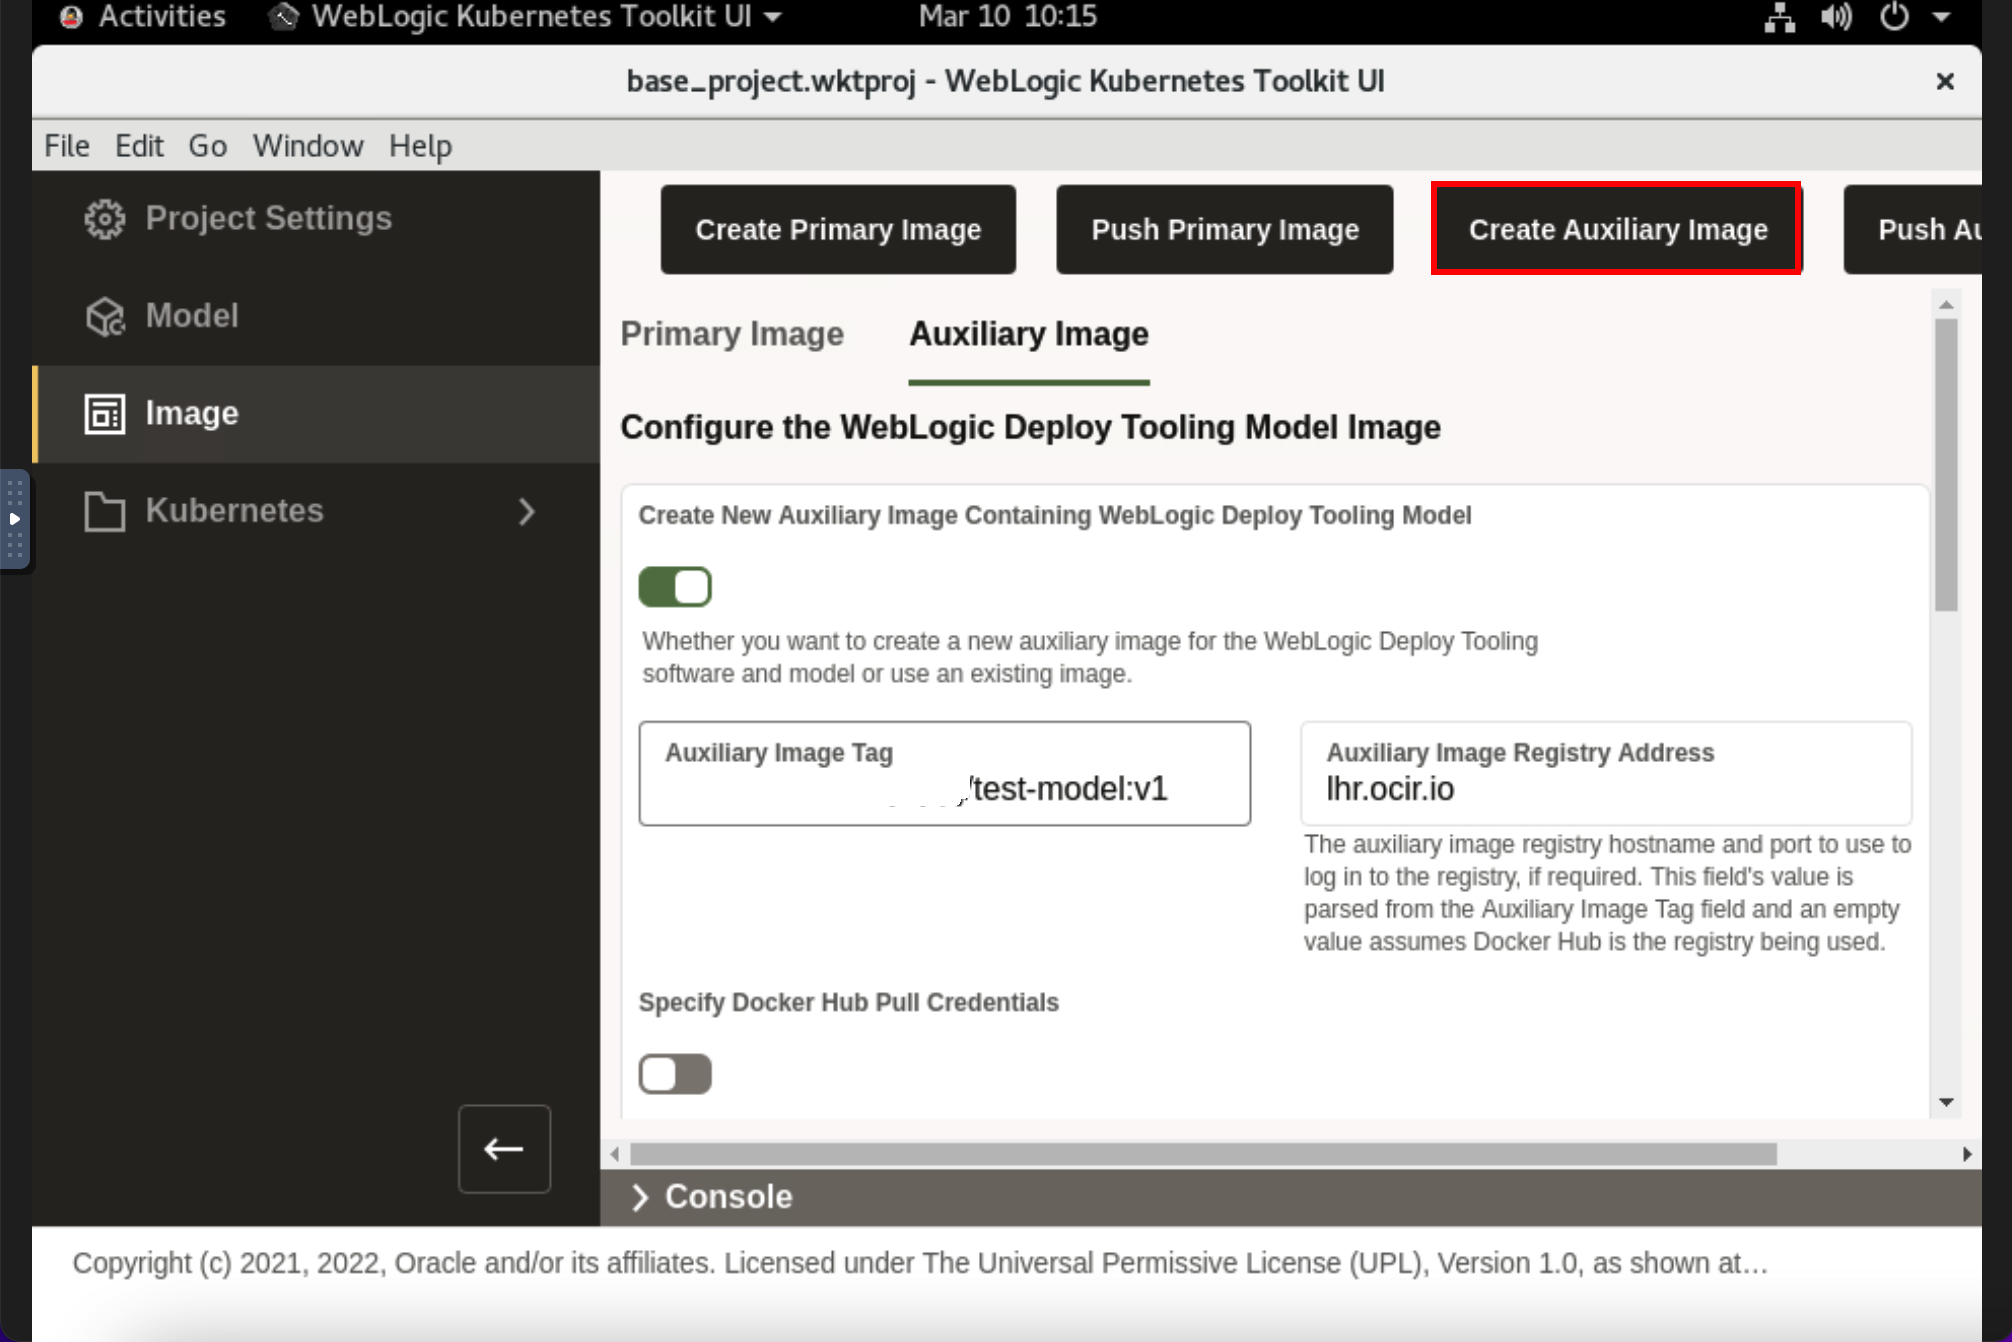 Activities WebLogic Kubernetes Toolkit UI Mar 10 10:15
base_project.wktproj - WebLogic Kubernetes Toolkit UI
File Edit Go Window Help
Project Settings
Model
Image
Kubernetes
Create Primary Image Push Primary Image Create Auxiliary Image Push Au
Primary Image Auxiliary Image
Configure the WebLogic Deploy Tooling Model Image
Create New Auxiliary Image Containing WebLogic Deploy Tooling Model
Whether you want to create a new auxiliary image for the WebLogic Deploy Tooling
software and model or use an existing image.
Auxiliary Image Tag
/test-model:v1
Auxiliary Image Registry Address
lhr.ocir.io
The auxiliary image registry hostname and port to use to
log in to the registry, if required. This field's value is
parsed from the Auxiliary Image Tag field and an empty
value assumes Docker Hub is the registry being used.
Specify Docker Hub Pull Credentials
Console
Copyright (c) 2021, 2022, Oracle and/or its affiliates. Licensed under The Universal Permissive License (UPL), Version 1.0, as shown at...